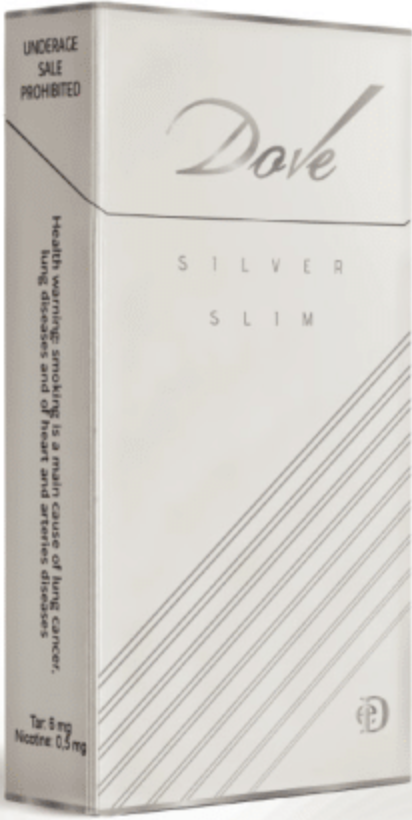 UNDERAGE
SALE
PROHIBITED
Dove
SILVER
SLIM
Health warning: smoking is a main cause of lung cancer,
lung diseases and of heart and arteries diseases
Tar: 6 mg
Nicotine: 0,5 mg